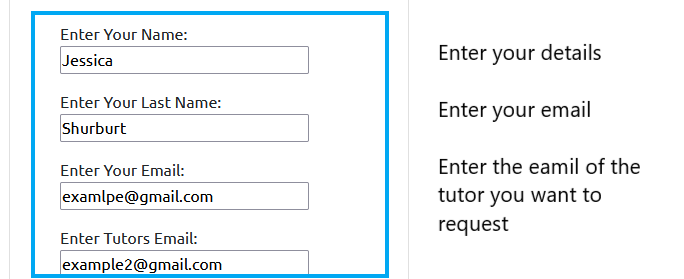 Enter Your Name:
Jessica
Enter Your Last Name:
Shurburt
Enter Your Email:
examlpe@gmail.com
Enter Tutors Email:
example2@gmail.com
Enter your details
Enter your email
Enter the eamil of the
tutor you want to
request